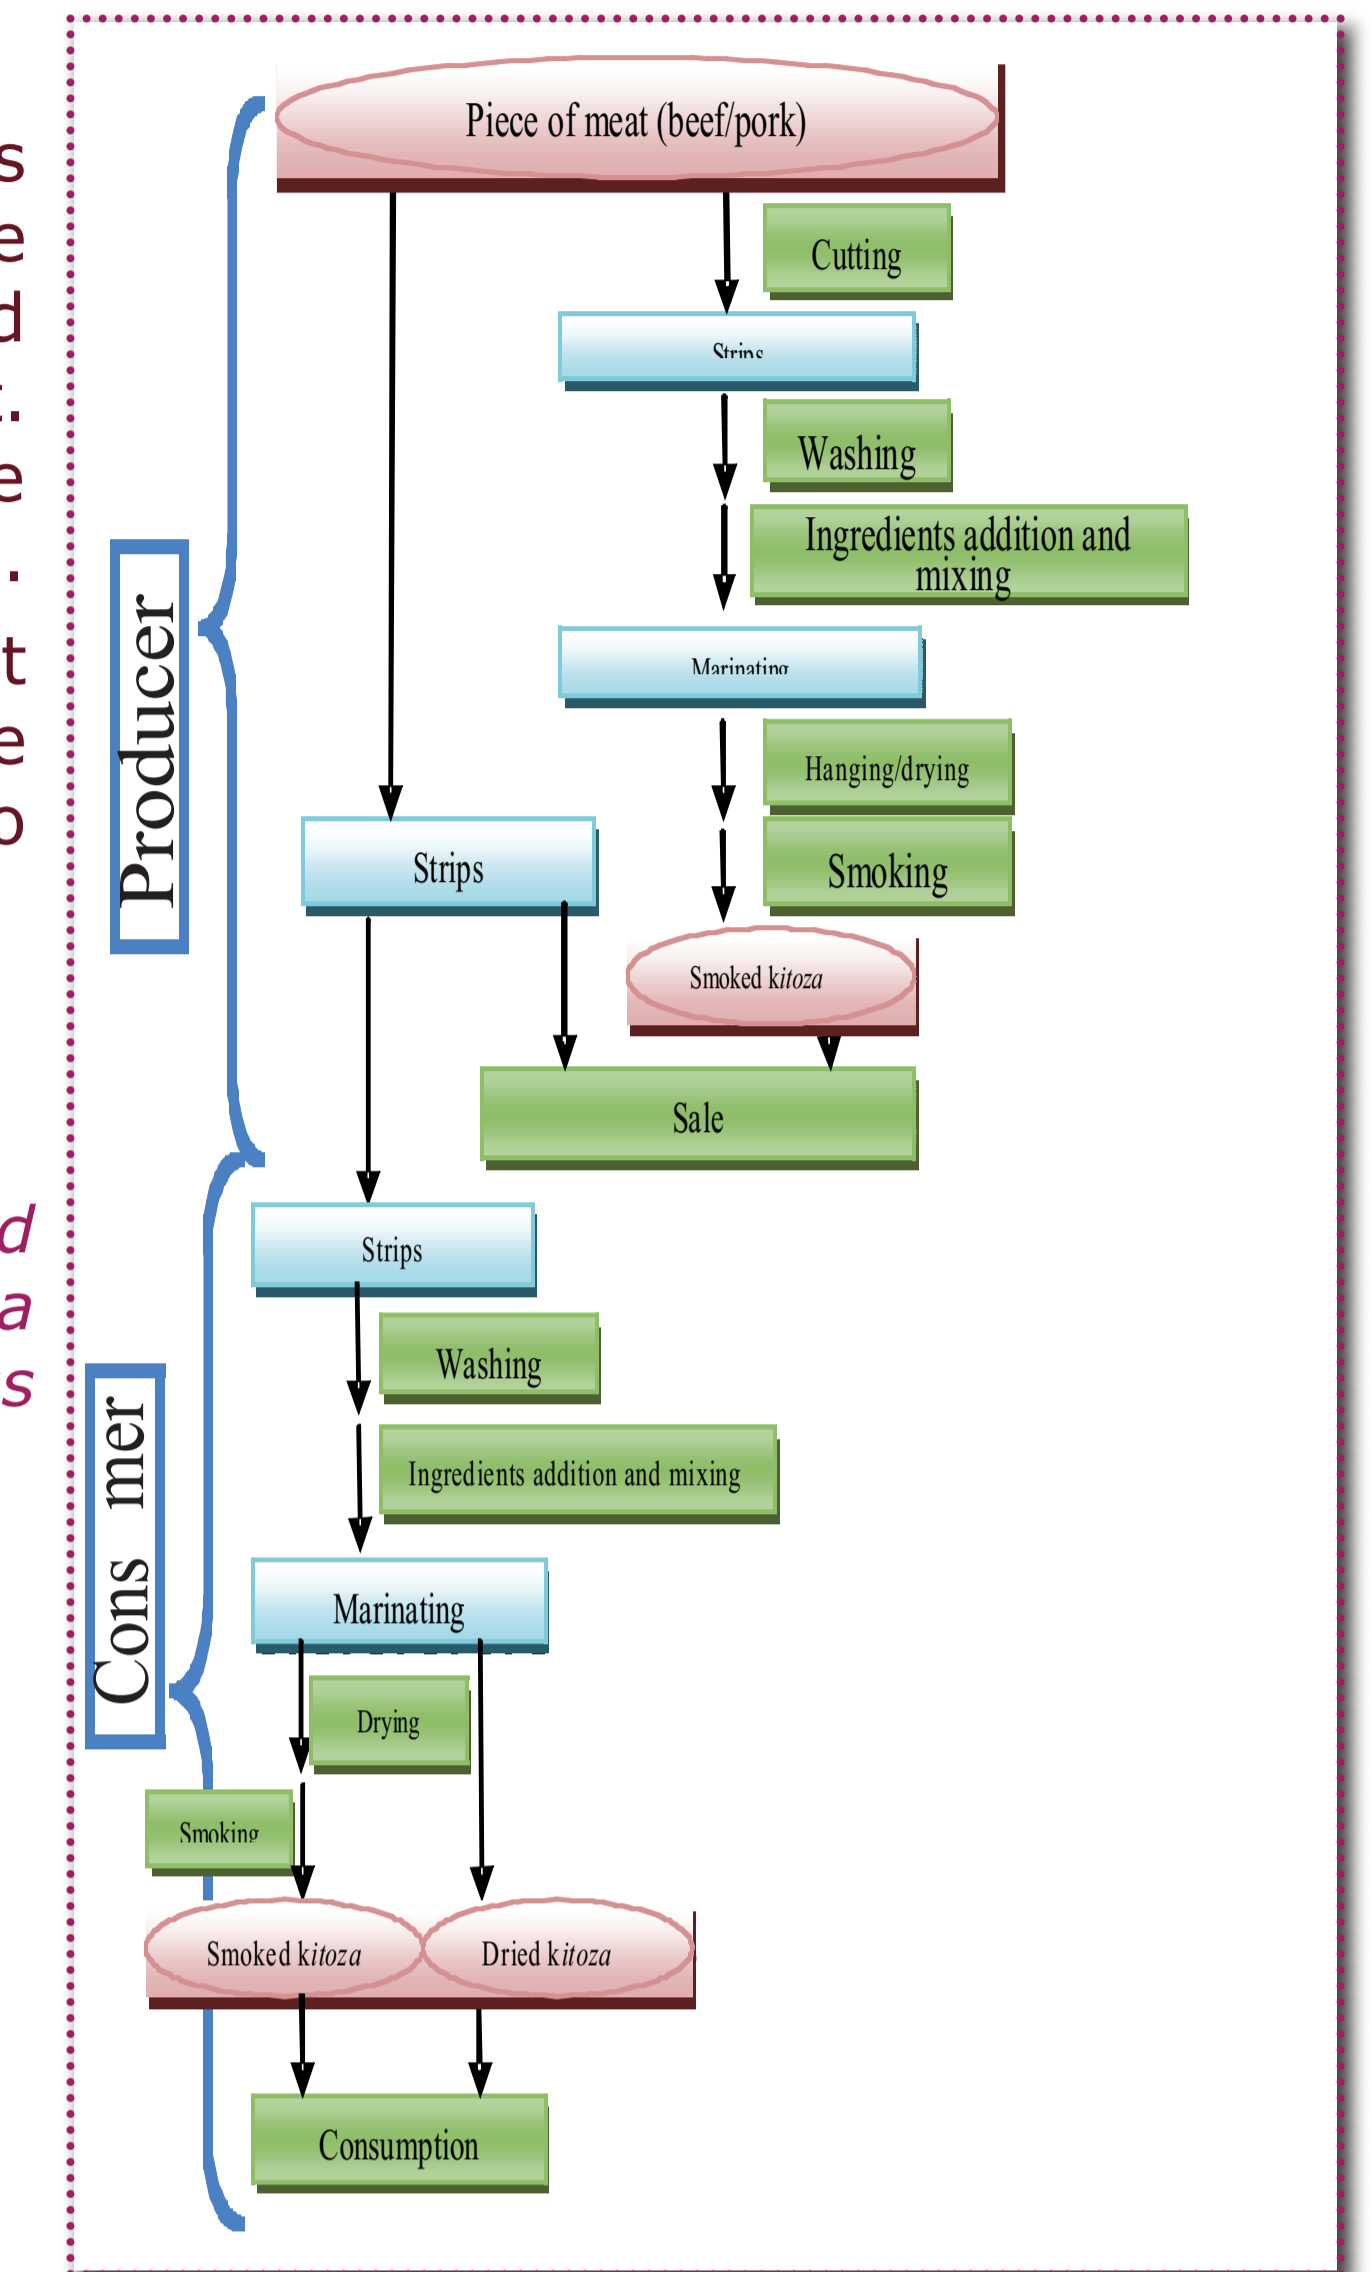 s
e
d
e
.
t
e
o
d
a
s
Producer
Piece of meat (beef/pork)
Cutting
Strips
Washing
Ingredients addition and
mixing
Marinating
Hanging/drying
Strips
Smoking
Smoked kitoza
Sale
Cons mer
Strips
Washing
Ingredients addition and mixing
Marinating
Drying
Smoking
Smoked kitoza
Dried kitoza
Consumption